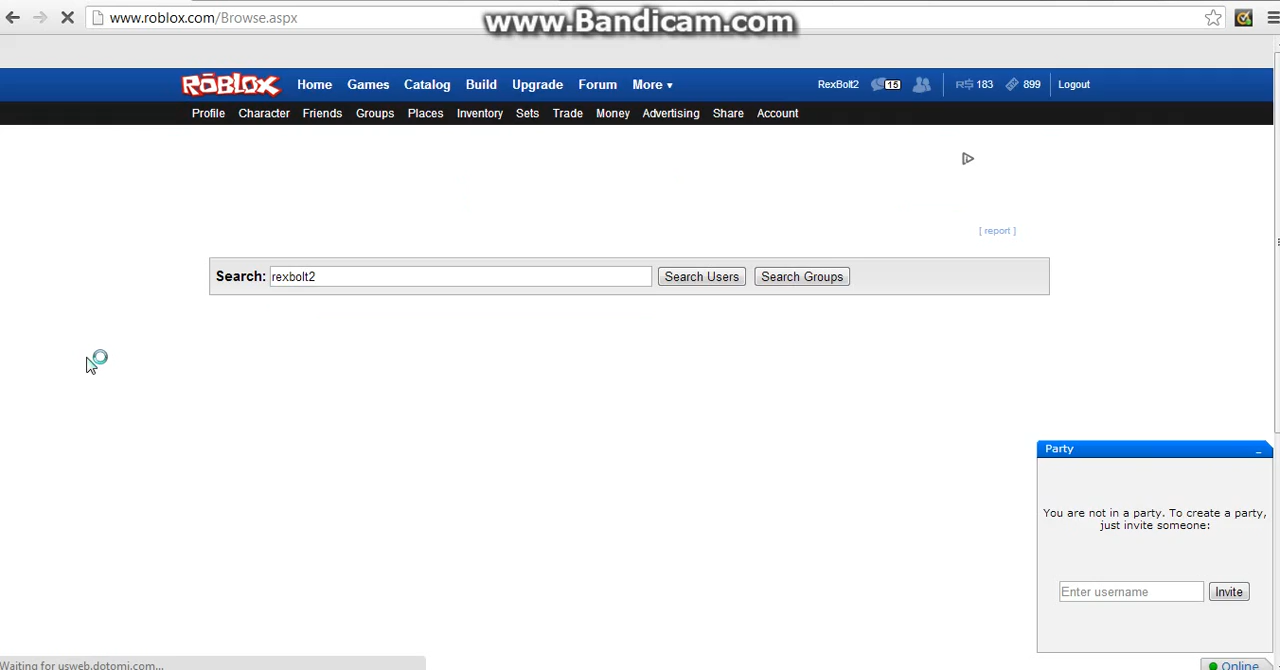 www.roblox.com/Browse.aspx
www.Bandicam.com
RŌBLOX Home Games Catalog Build Upgrade Forum More ▾ RexBolt2 15 R$ 183 899 Logout
Profile Character Friends Groups Places Inventory Sets Trade Money Advertising Share Account
[ report ]
Search: rexbolt2 Search Users Search Groups
Party _
You are not in a party. To create a party,
just invite someone:
Enter username Invite
Waiting for usweb.dotomi.com...
Online